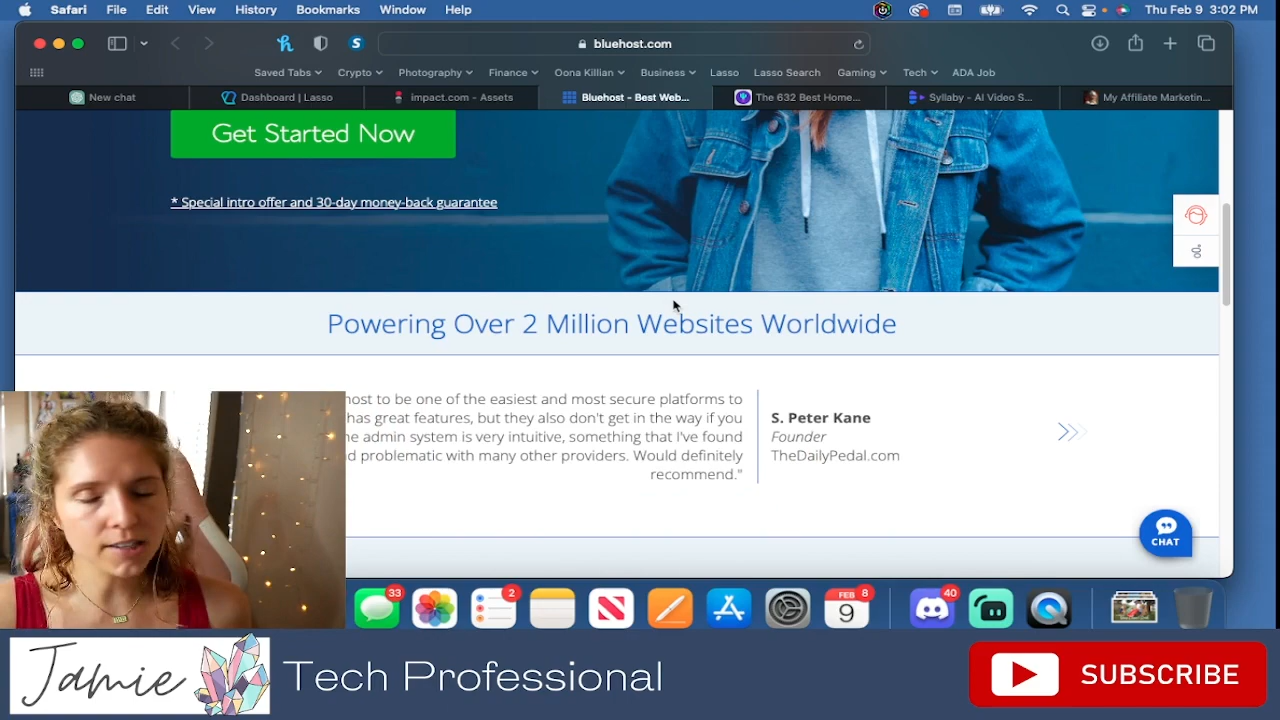 Safari File Edit View History Bookmarks Window Help Thu Feb 9 3:02 PM
bluehost.com
Saved Tabs Crypto Photography Finance Oona Killian Business Lasso Lasso Search Gaming Tech ADA Job
New chat Dashboard | Lasso impact.com - Assets Bluehost - Best Web... The 632 Best Home... Syllaby - AI Video S... My Affiliate Marketin...
Get Started Now
* Special intro offer and 30-day money-back guarantee
Powering Over 2 Million Websites Worldwide
host to be one of the easiest and most secure platforms to
has great features, but they also don't get in the way if you
admin system is very intuitive, something that I've found
problematic with many other providers. Would definitely
recommend."
S. Peter Kane
Founder
TheDailyPedal.com
CHAT
33 2 FEB 9 8 40
Jamie Tech Professional SUBSCRIBE